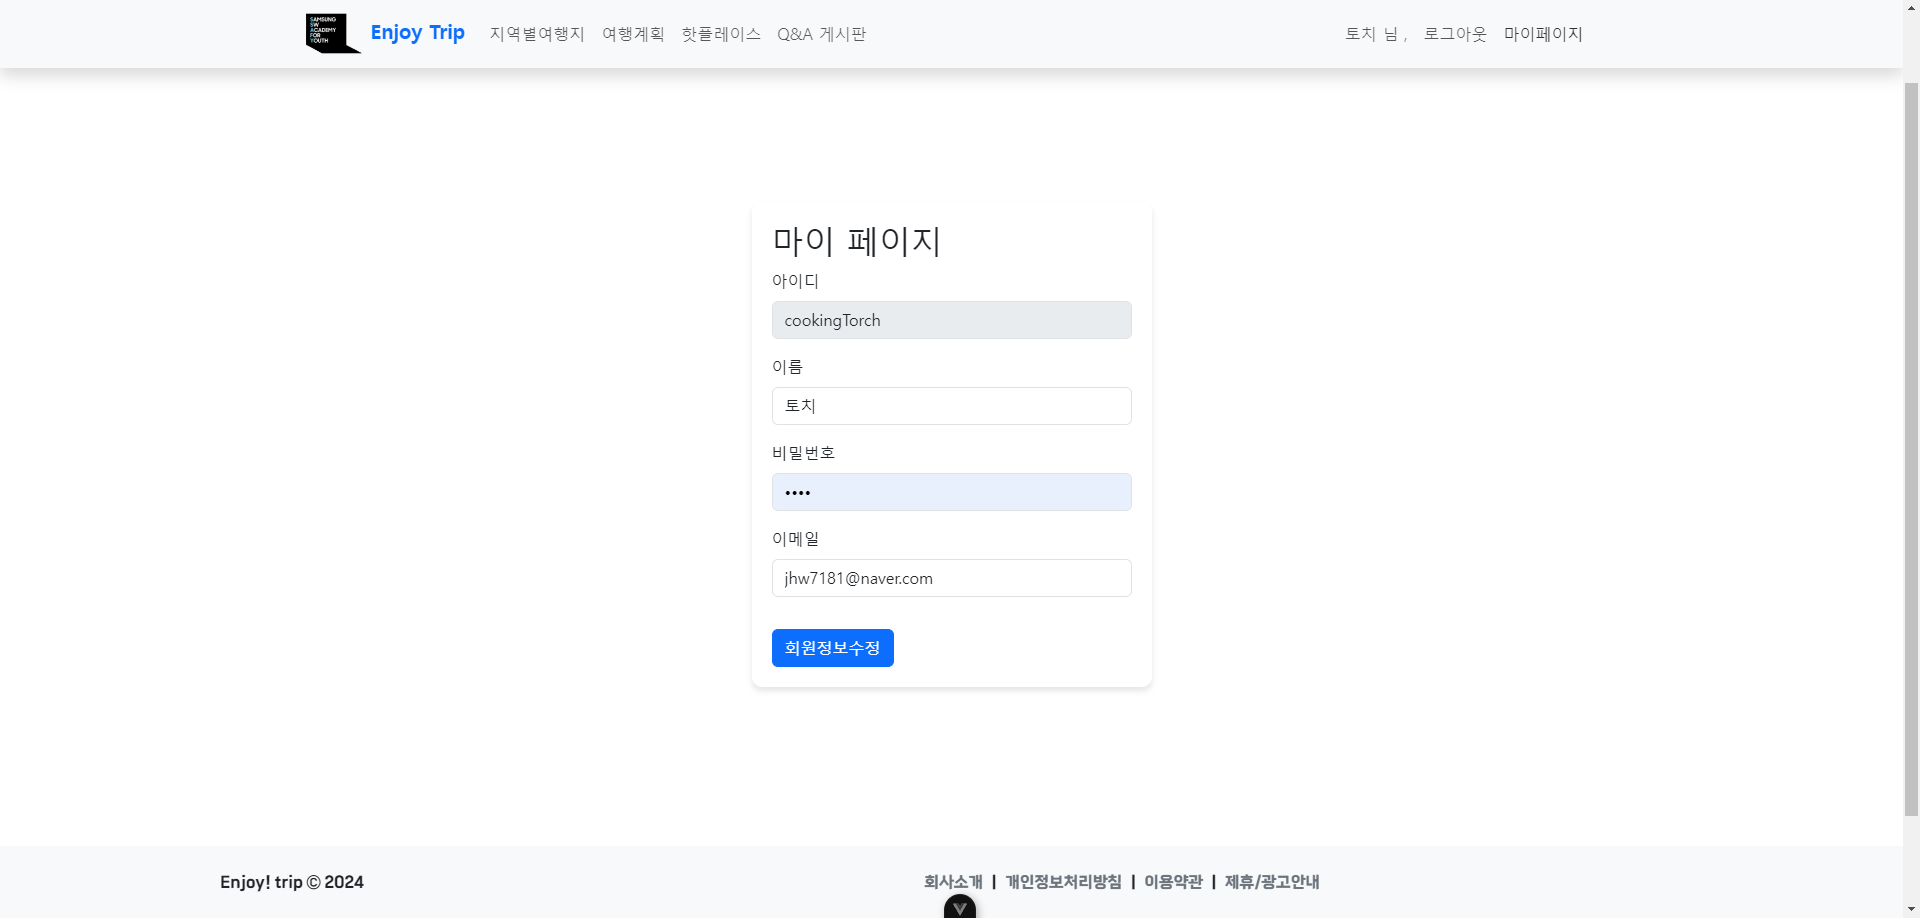 SAMSUNG
SW
ACADEMY
FOR
YOUTH
Enjoy Trip 지역별여행지 여행계획 핫플레이스 Q&A 게시판 토치 님 , 로그아웃 마이페이지
마이 페이지
아이디
cookingTorch
이름
토치
비밀번호
••••
이메일
jhw7181@naver.com
회원정보수정
Enjoy! trip © 2024 회사소개 | 개인정보처리방침 | 이용약관 | 제휴/광고안내